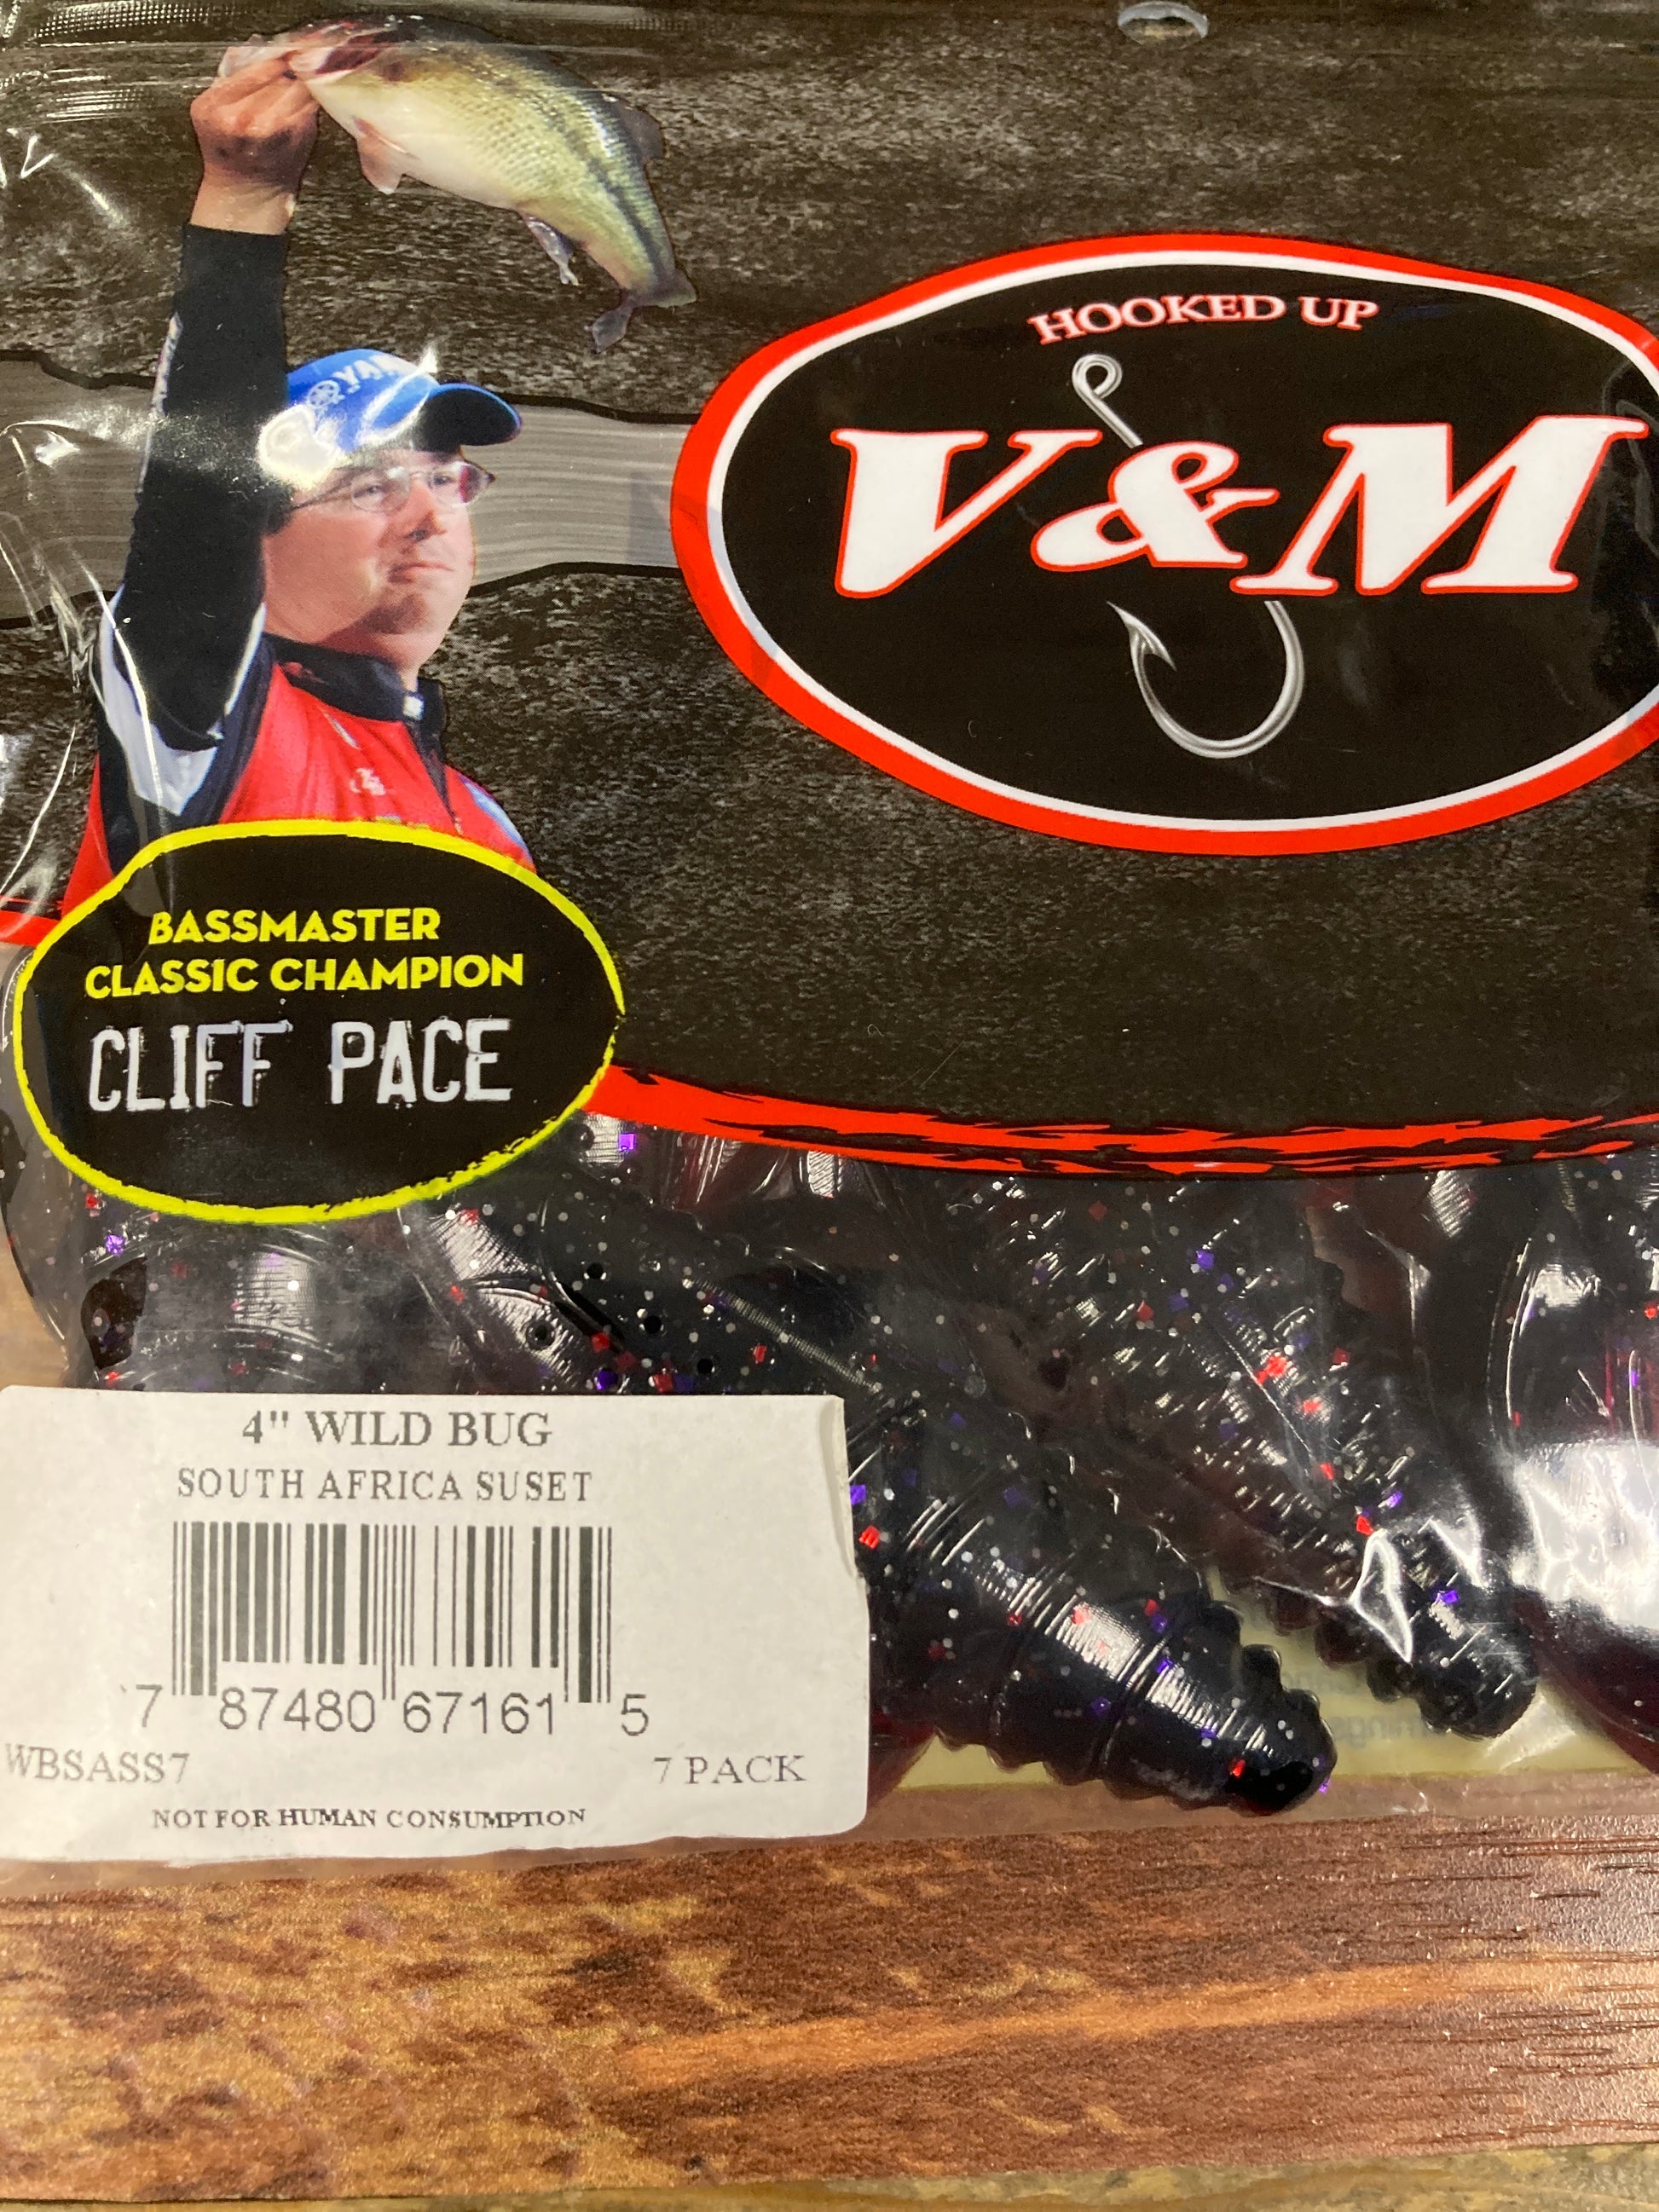 HOOKED UP
V&M
BASSMASTER
CLASSIC CHAMPION
CLIFF PACE
4" WILD BUG
SOUTH AFRICA SUSET
7 87480 67161 5
WBSASS7 7 PACK
NOT FOR HUMAN CONSUMPTION